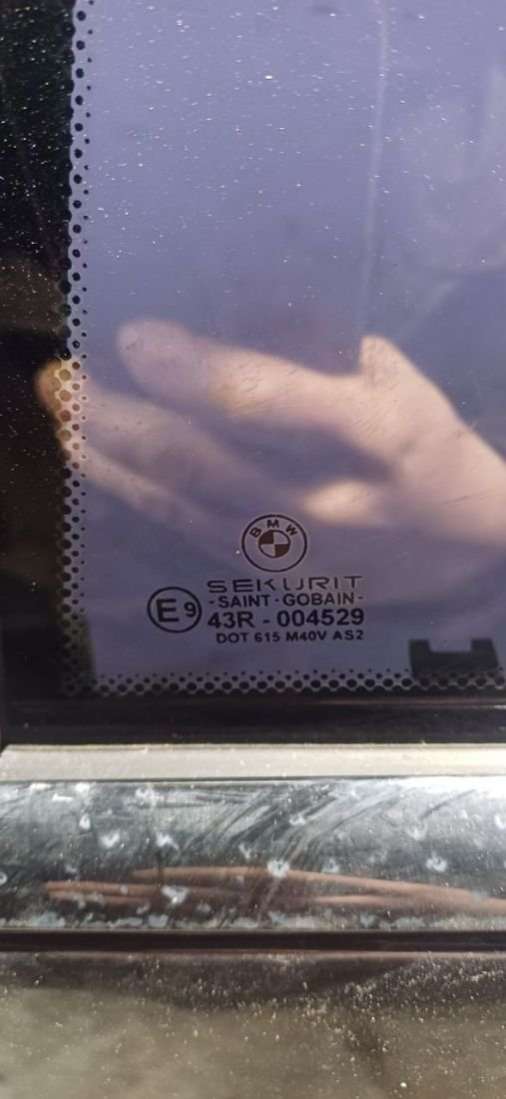 BMW
SEKURIT
- SAINT · GOBAIN -
E9
43R - 004529
DOT 615 M40V AS2